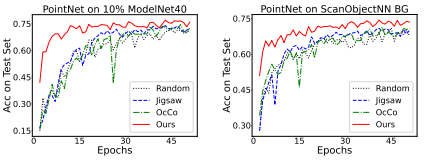 PointNet on 10% ModelNet40
Acc on Test Set
0.75
0.60
0.45
0.30
0.15
0
15
30
45
Epochs
Random
Jigsaw
OcCo
Ours
PointNet on ScanObjectNN BG
Acc on Test Set
0.75
0.60
0.45
0.30
0
15
30
45
Epochs
Random
Jigsaw
OcCo
Ours